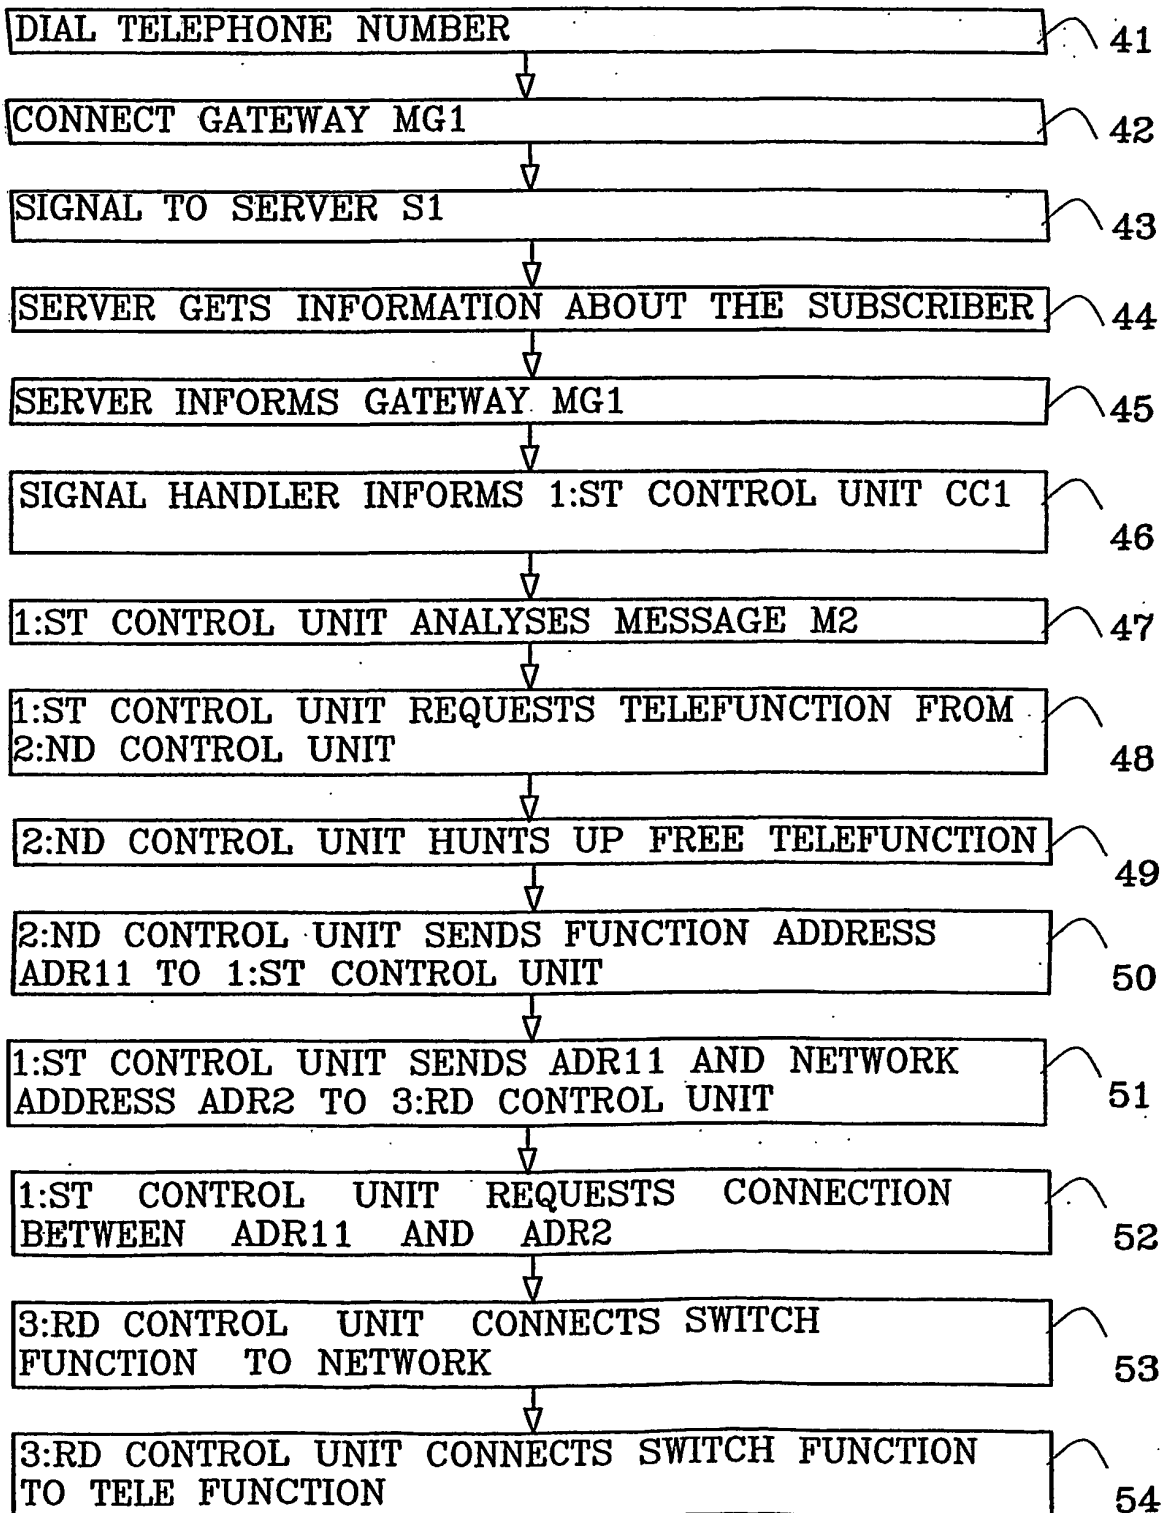 DIAL TELEPHONE NUMBER
41
CONNECT GATEWAY MG1
42
SIGNAL TO SERVER S1
43
SERVER GETS INFORMATION ABOUT THE SUBSCRIBER
44
SERVER INFORMS GATEWAY MG1
45
SIGNAL HANDLER INFORMS 1:ST CONTROL UNIT CC1
46
1:ST CONTROL UNIT ANALYSES MESSAGE M2
47
1:ST CONTROL UNIT REQUESTS TELEFUNCTION FROM
2:ND CONTROL UNIT
48
2:ND CONTROL UNIT HUNTS UP FREE TELEFUNCTION
49
2:ND CONTROL UNIT SENDS FUNCTION ADDRESS
ADR11 TO 1:ST CONTROL UNIT
50
1:ST CONTROL UNIT SENDS ADR11 AND NETWORK
ADDRESS ADR2 TO 3:RD CONTROL UNIT
51
1:ST CONTROL UNIT REQUESTS CONNECTION
BETWEEN ADR11 AND ADR2
52
3:RD CONTROL UNIT CONNECTS SWITCH
FUNCTION TO NETWORK
53
3:RD CONTROL UNIT CONNECTS SWITCH FUNCTION
TO TELE FUNCTION
54